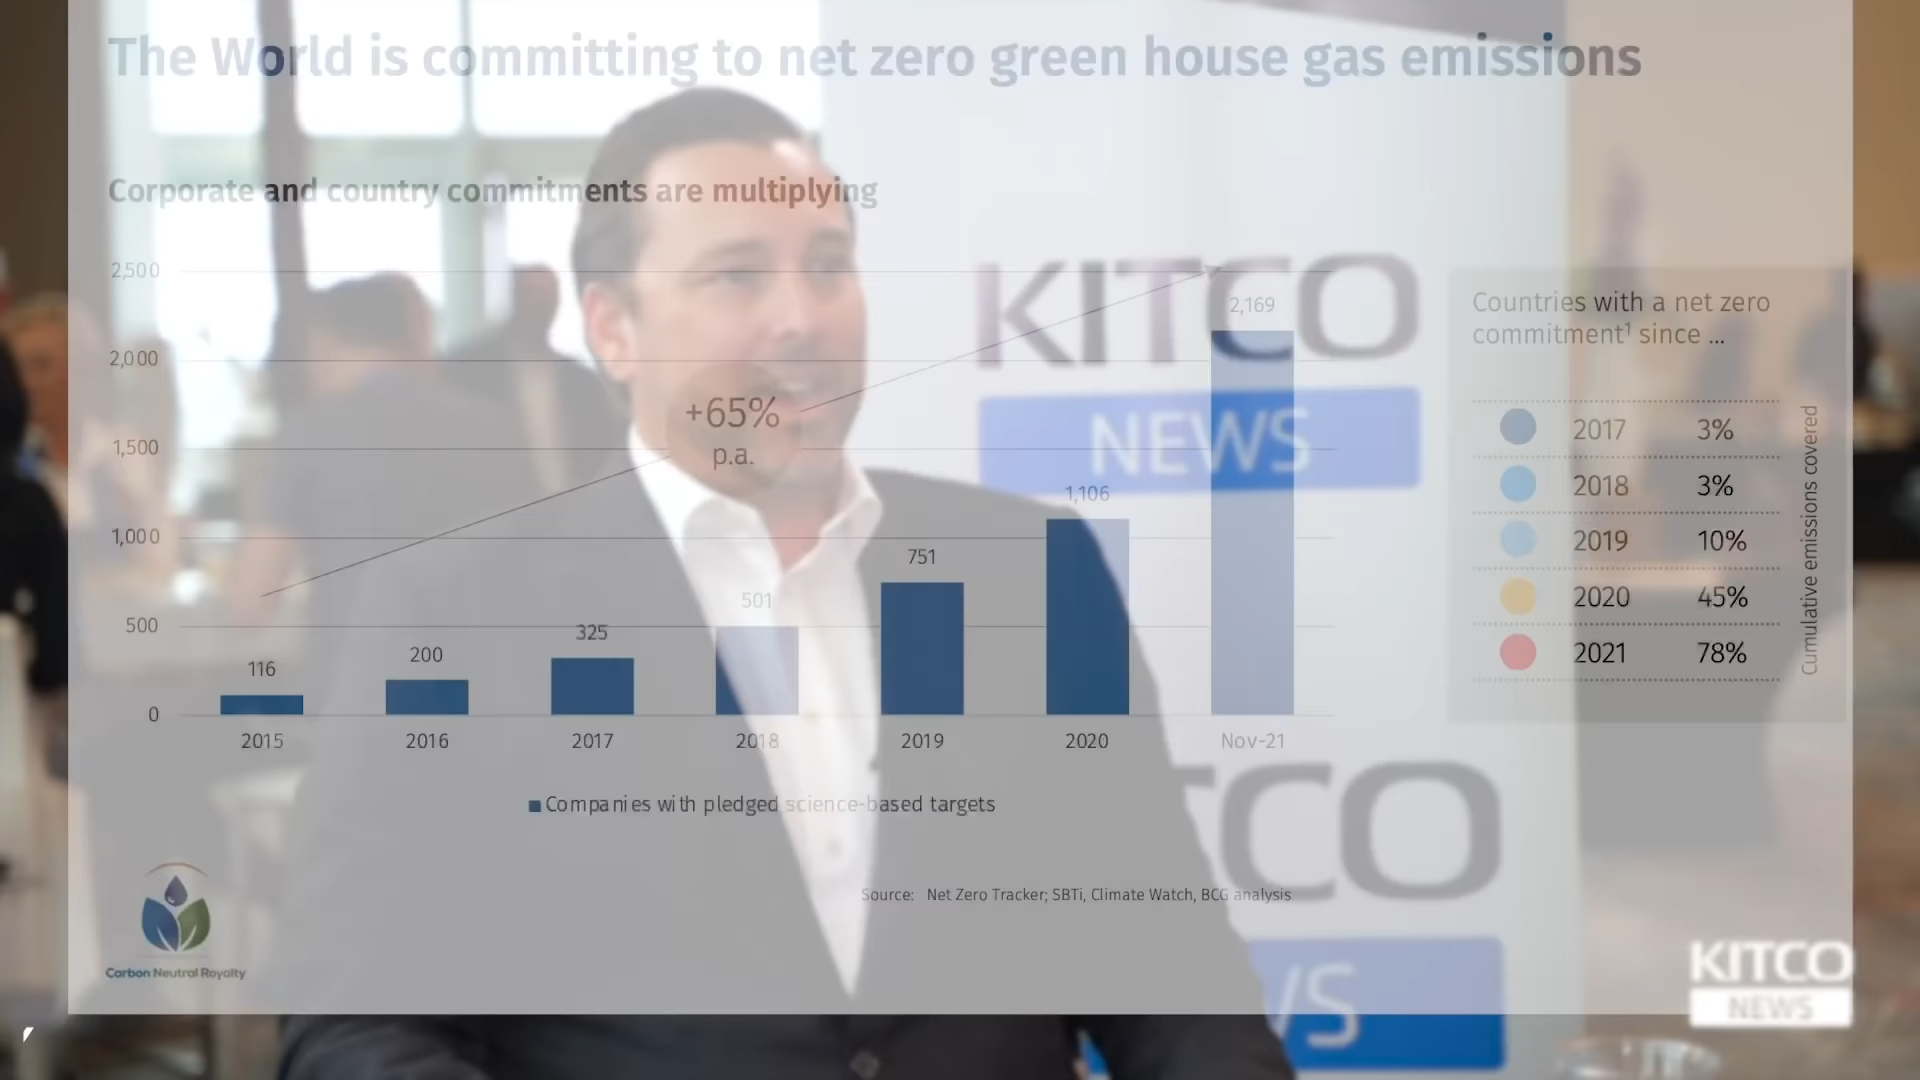 The World is committing to net zero green house gas emissions
Corporate and country commitments are multiplying
2,500
2,000
1,500
1,000
500
0
+65%
p.a.
116
200
325
501
751
1,106
2,169
2015
2016
2017
2018
2019
2020
Nov-21
Companies with pledged science-based targets
Countries with a net zero
commitment¹ since ...
2017 3%
2018 3%
2019 10%
2020 45%
2021 78%
Cumulative emissions covered
Source: Net Zero Tracker; SBTi, Climate Watch, BCG analysis
Carbon Neutral Royalty
KITCO
NEWS
TCO
WS
KITCO
NEWS